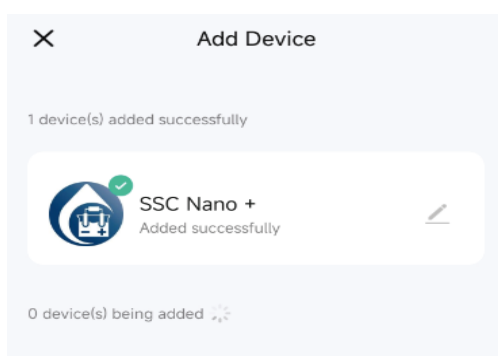 Add Device
1 device(s) added successfully
SSC Nano +
Added successfully
0 device(s) being added